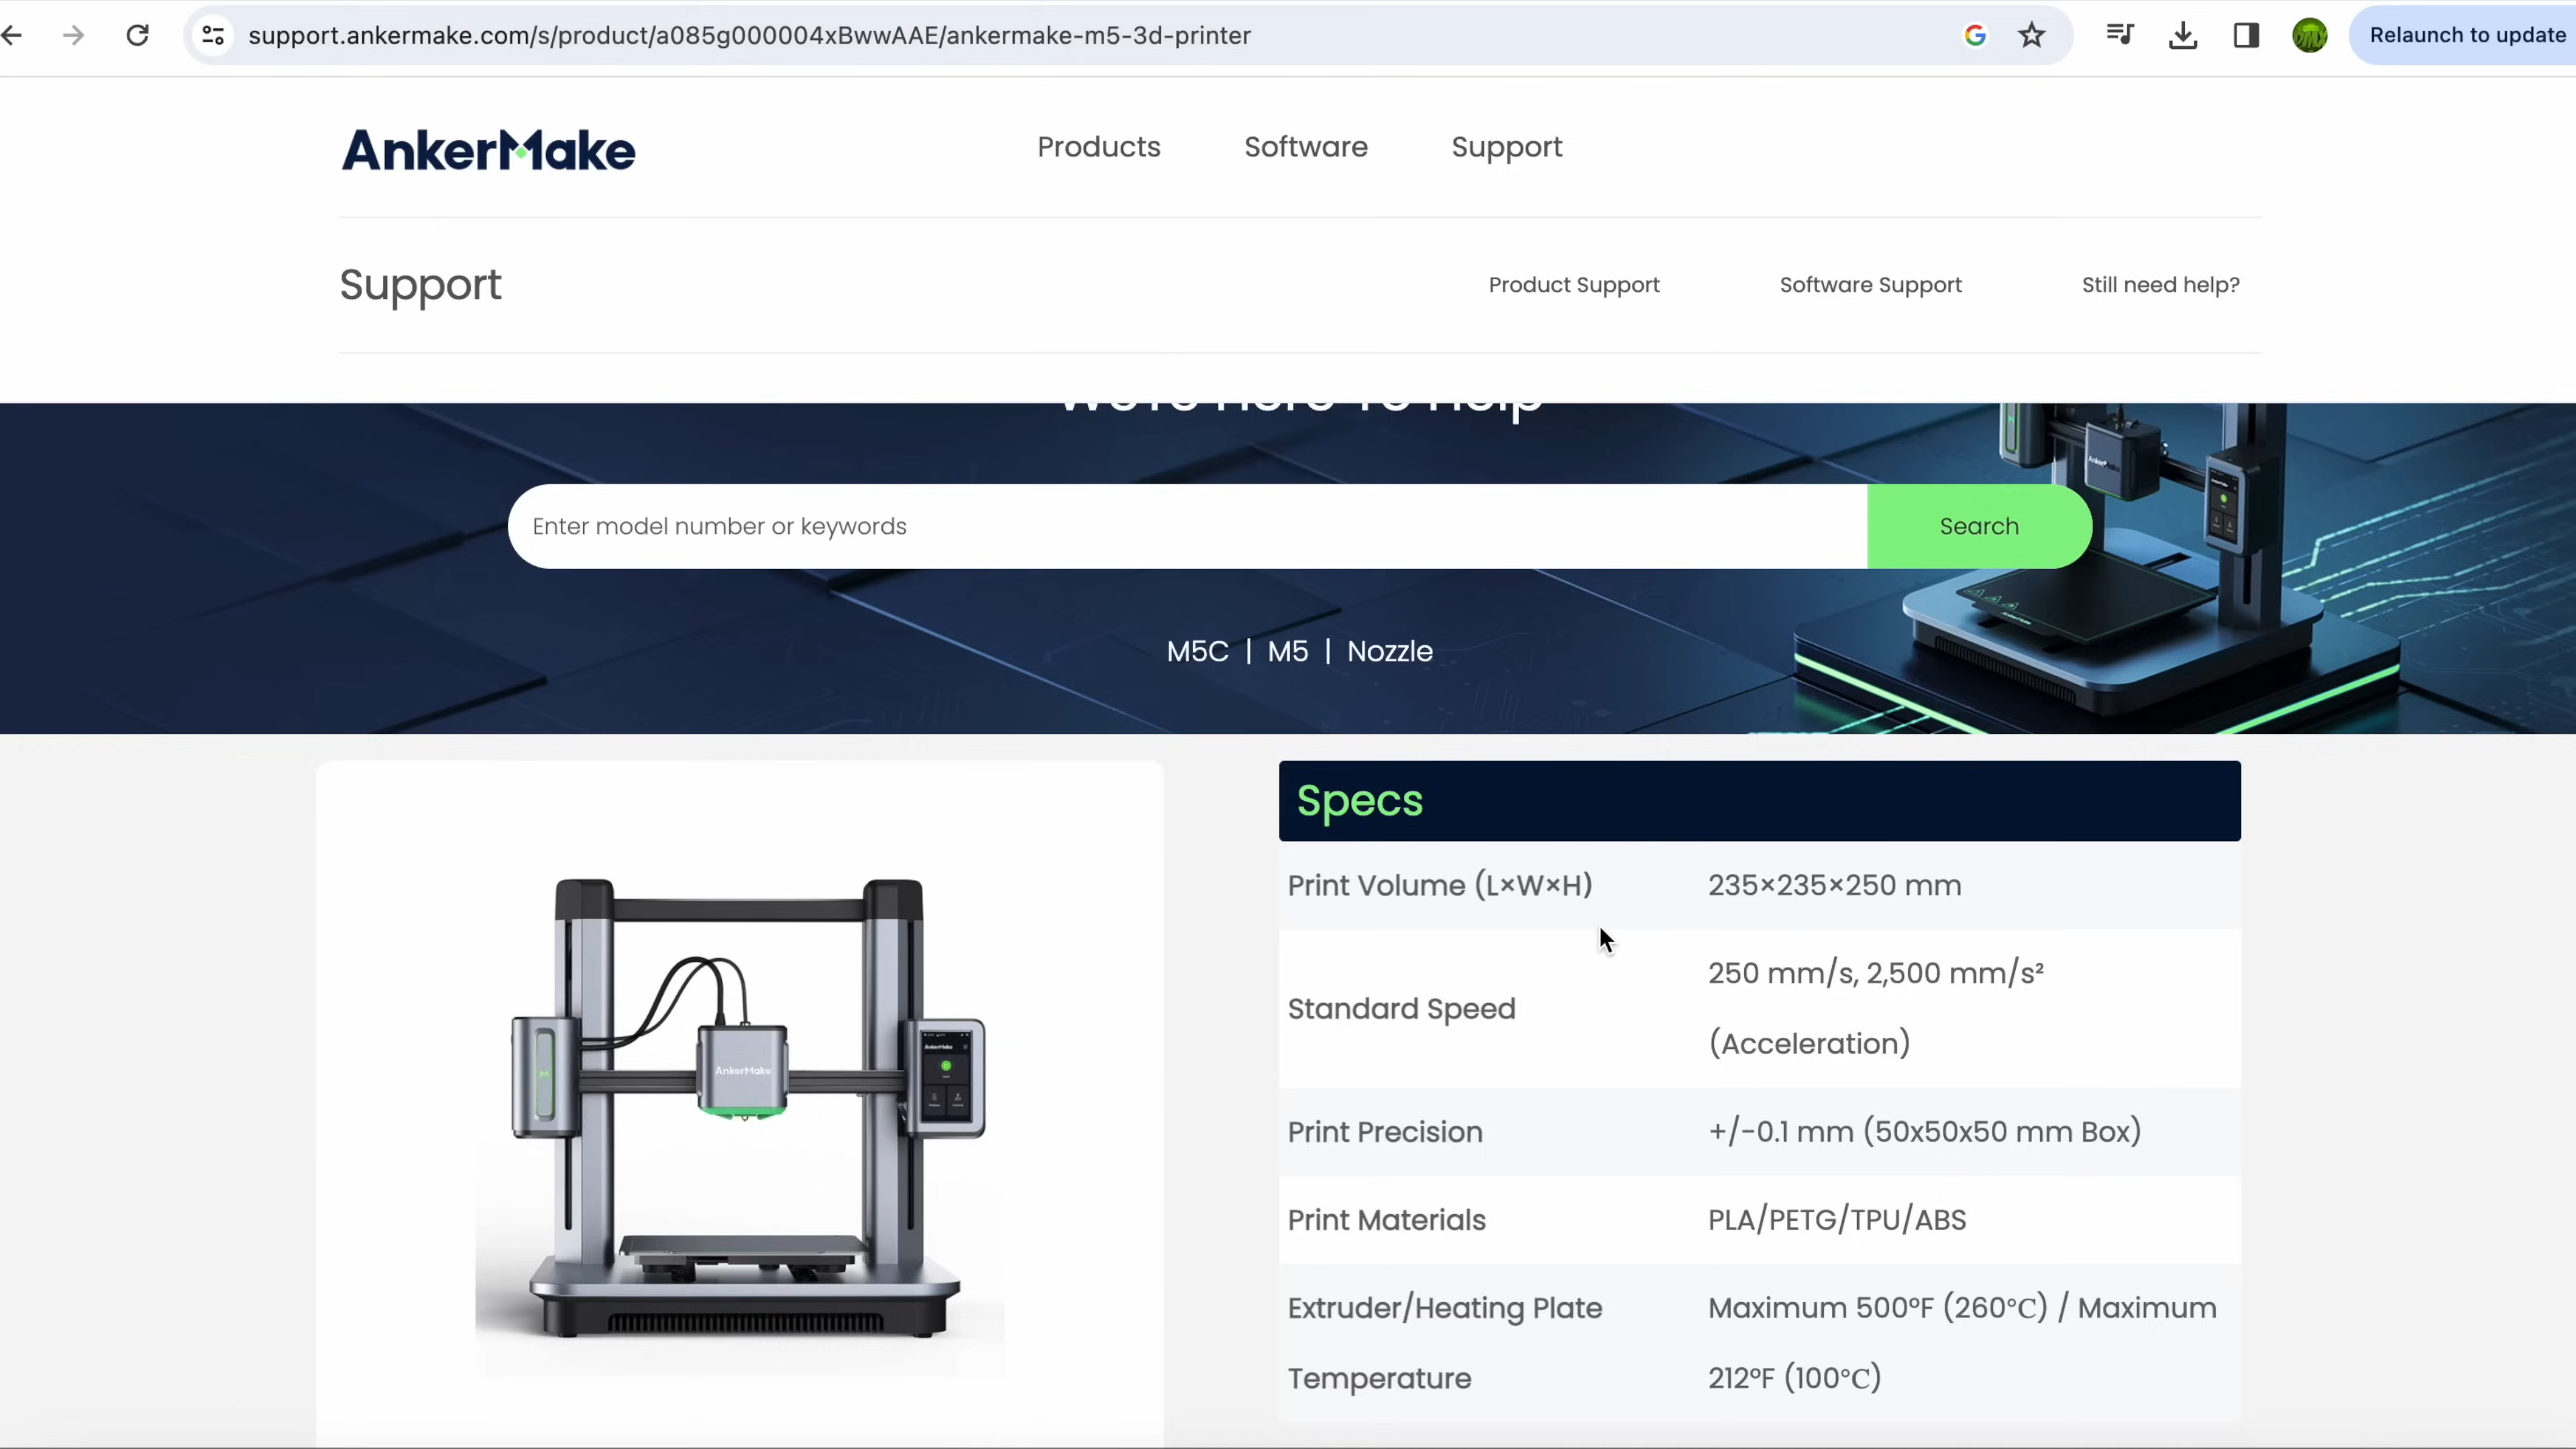 support.ankermake.com/s/product/a085g000004xBwwAAE/ankermake-m5-3d-printer
Relaunch to update
AnkerMake
Products
Software
Support
Support
Product Support
Software Support
Still need help?
Enter model number or keywords
Search
M5C | M5 | Nozzle
Specs
Print Volume (L×W×H)
235×235×250 mm
Standard Speed
250 mm/s, 2,500 mm/s²
(Acceleration)
Print Precision
+/-0.1 mm (50x50x50 mm Box)
Print Materials
PLA/PETG/TPU/ABS
Extruder/Heating Plate
Temperature
Maximum 500°F (260℃) / Maximum
212°F (100℃)
AnkerMake
AnkerMake